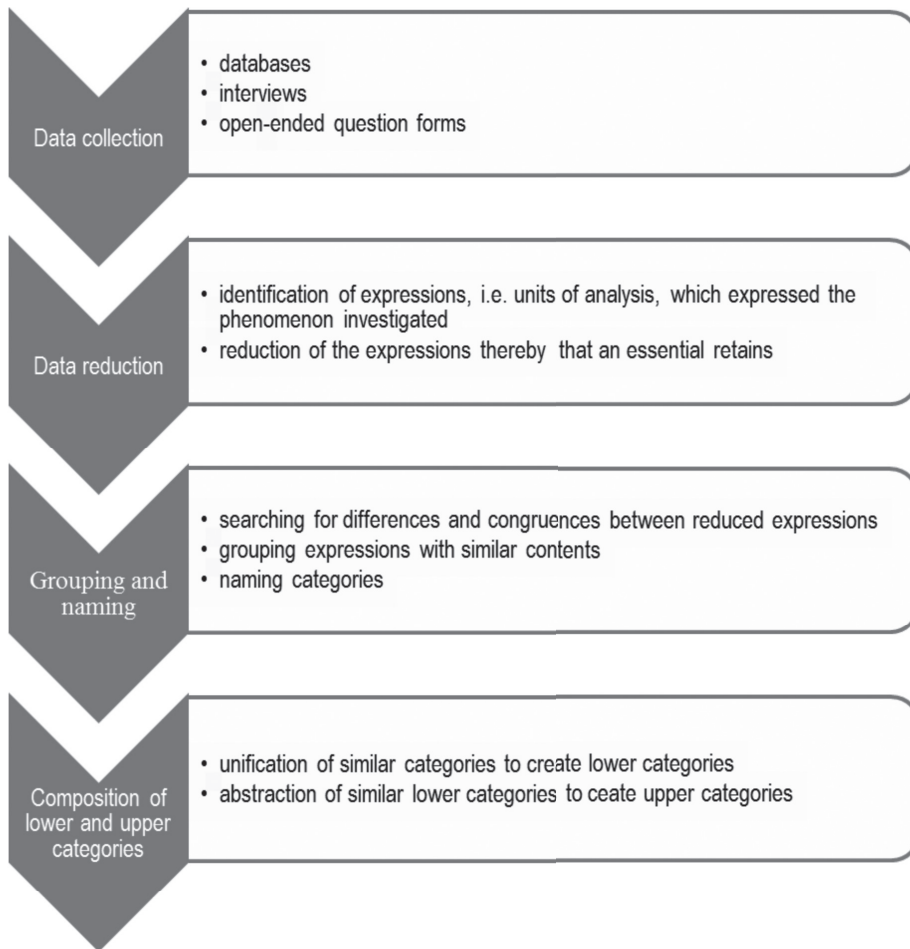 Data collection
• databases
• interviews
• open-ended question forms
Data reduction
• identification of expressions, i.e. units of analysis, which expressed the
phenomenon investigated
• reduction of the expressions thereby that an essential retains
Grouping and
naming
• searching for differences and congruences between reduced expressions
• grouping expressions with similar contents
• naming categories
Composition of
lower and upper
categories
• unification of similar categories to create lower categories
• abstraction of similar lower categories to ceate upper categories